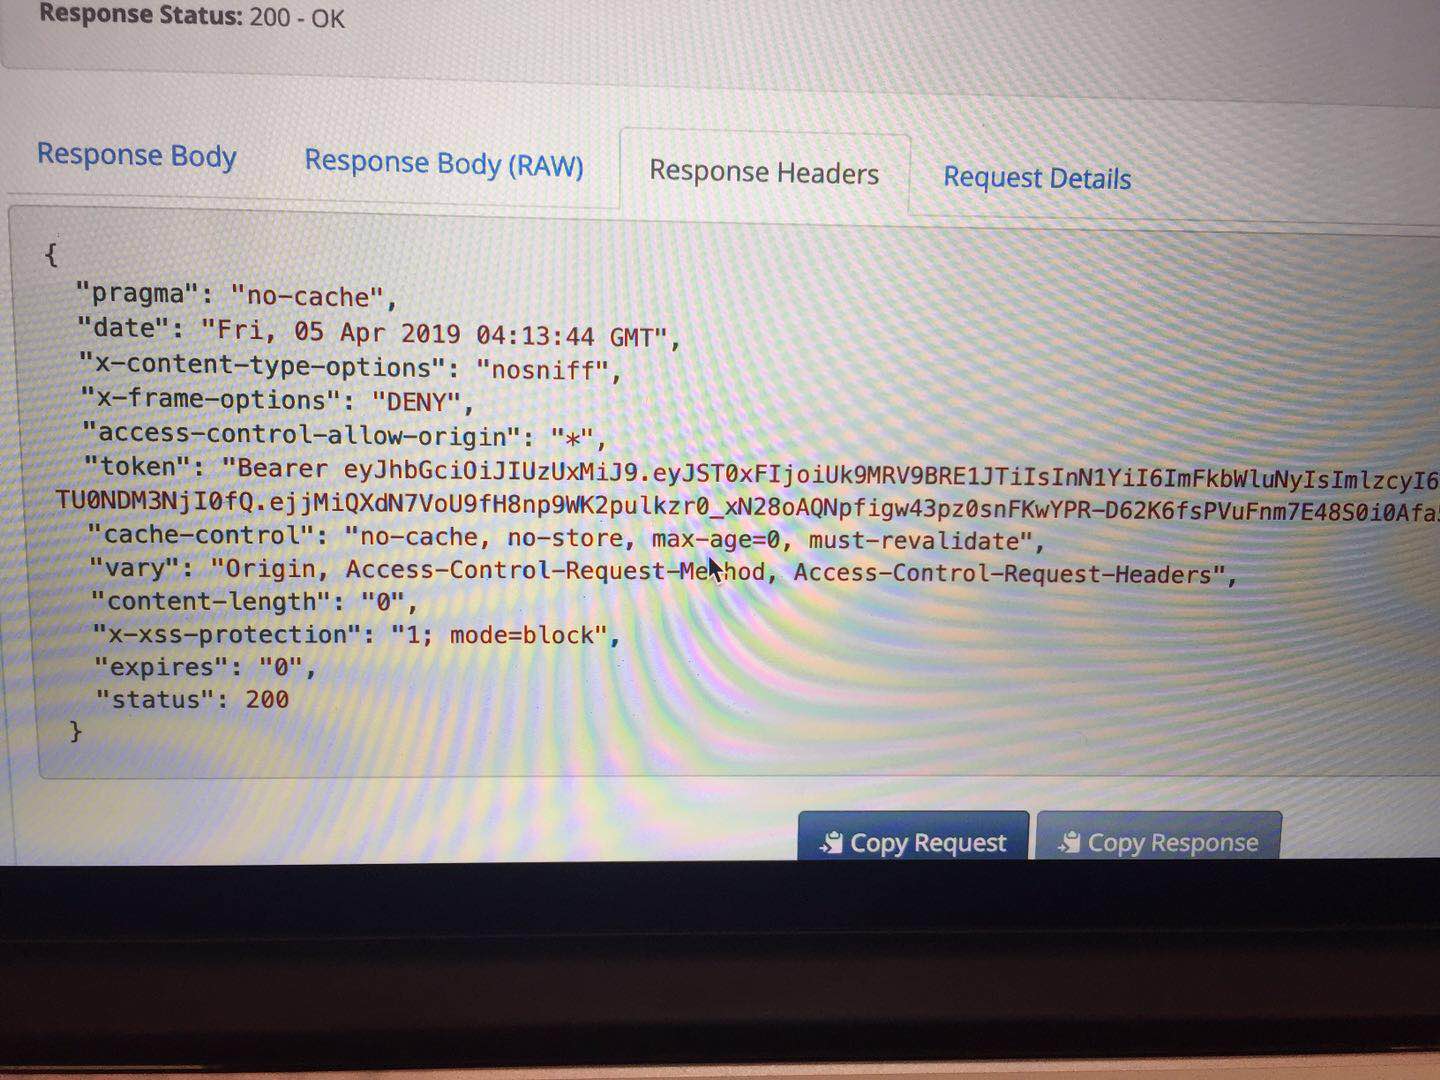 Response Status: 200 - OK
Response Body
Response Body (RAW)
Response Headers
Request Details
{
"pragma": "no-cache",
"date": "Fri, 05 Apr 2019 04:13:44 GMT",
"x-content-type-options": "nosniff",
"x-frame-options": "DENY",
"access-control-allow-origin": "*",
"token": "Bearer eyJhbGciOiJIUzUxMiJ9.eyJST0xFIjoiUk9MRV9BRE1JTiIsInN1YiI6ImFkbWluNyIsImlzcyI6
TU0NDM3NjI0fQ.ejjMiQXdN7VoU9fH8np9WK2pulkzr0_xN28oAQNpfigw43pz0snFKwYPR-D62K6fsPVuFnm7E48S0i0Afa
"cache-control": "no-cache, no-store, max-age=0, must-revalidate",
"vary": "Origin, Access-Control-Request-Method, Access-Control-Request-Headers",
"content-length": "0",
"x-xss-protection": "1; mode=block",
"expires": "0",
"status": 200
}
Copy Request
Copy Response